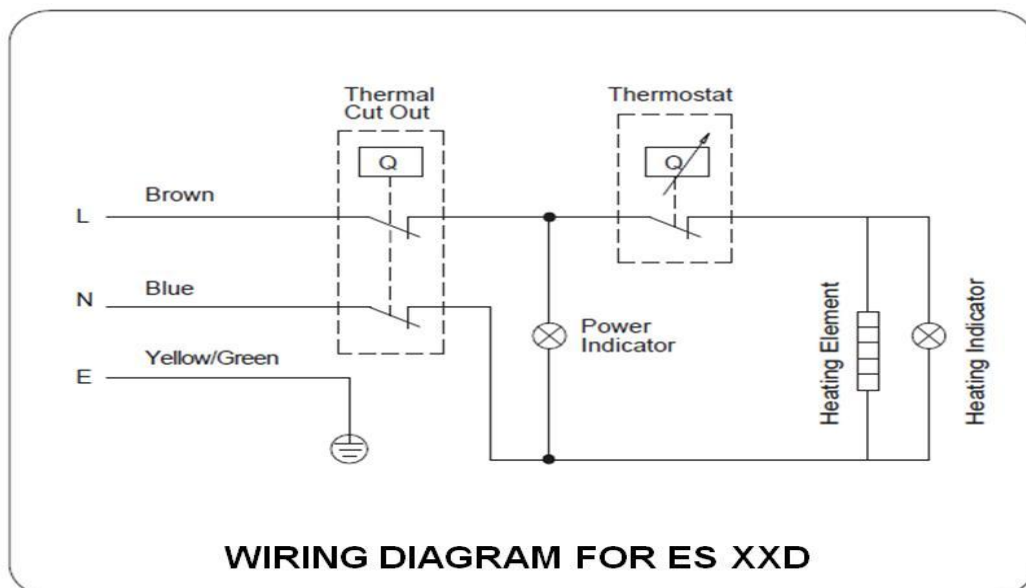 Thermal
Cut Out
Thermostat
Q
Q
L
Brown
N
Blue
E
Yellow/Green
Power
Indicator
Heating Element
Heating Indicator
WIRING DIAGRAM FOR ES XXD